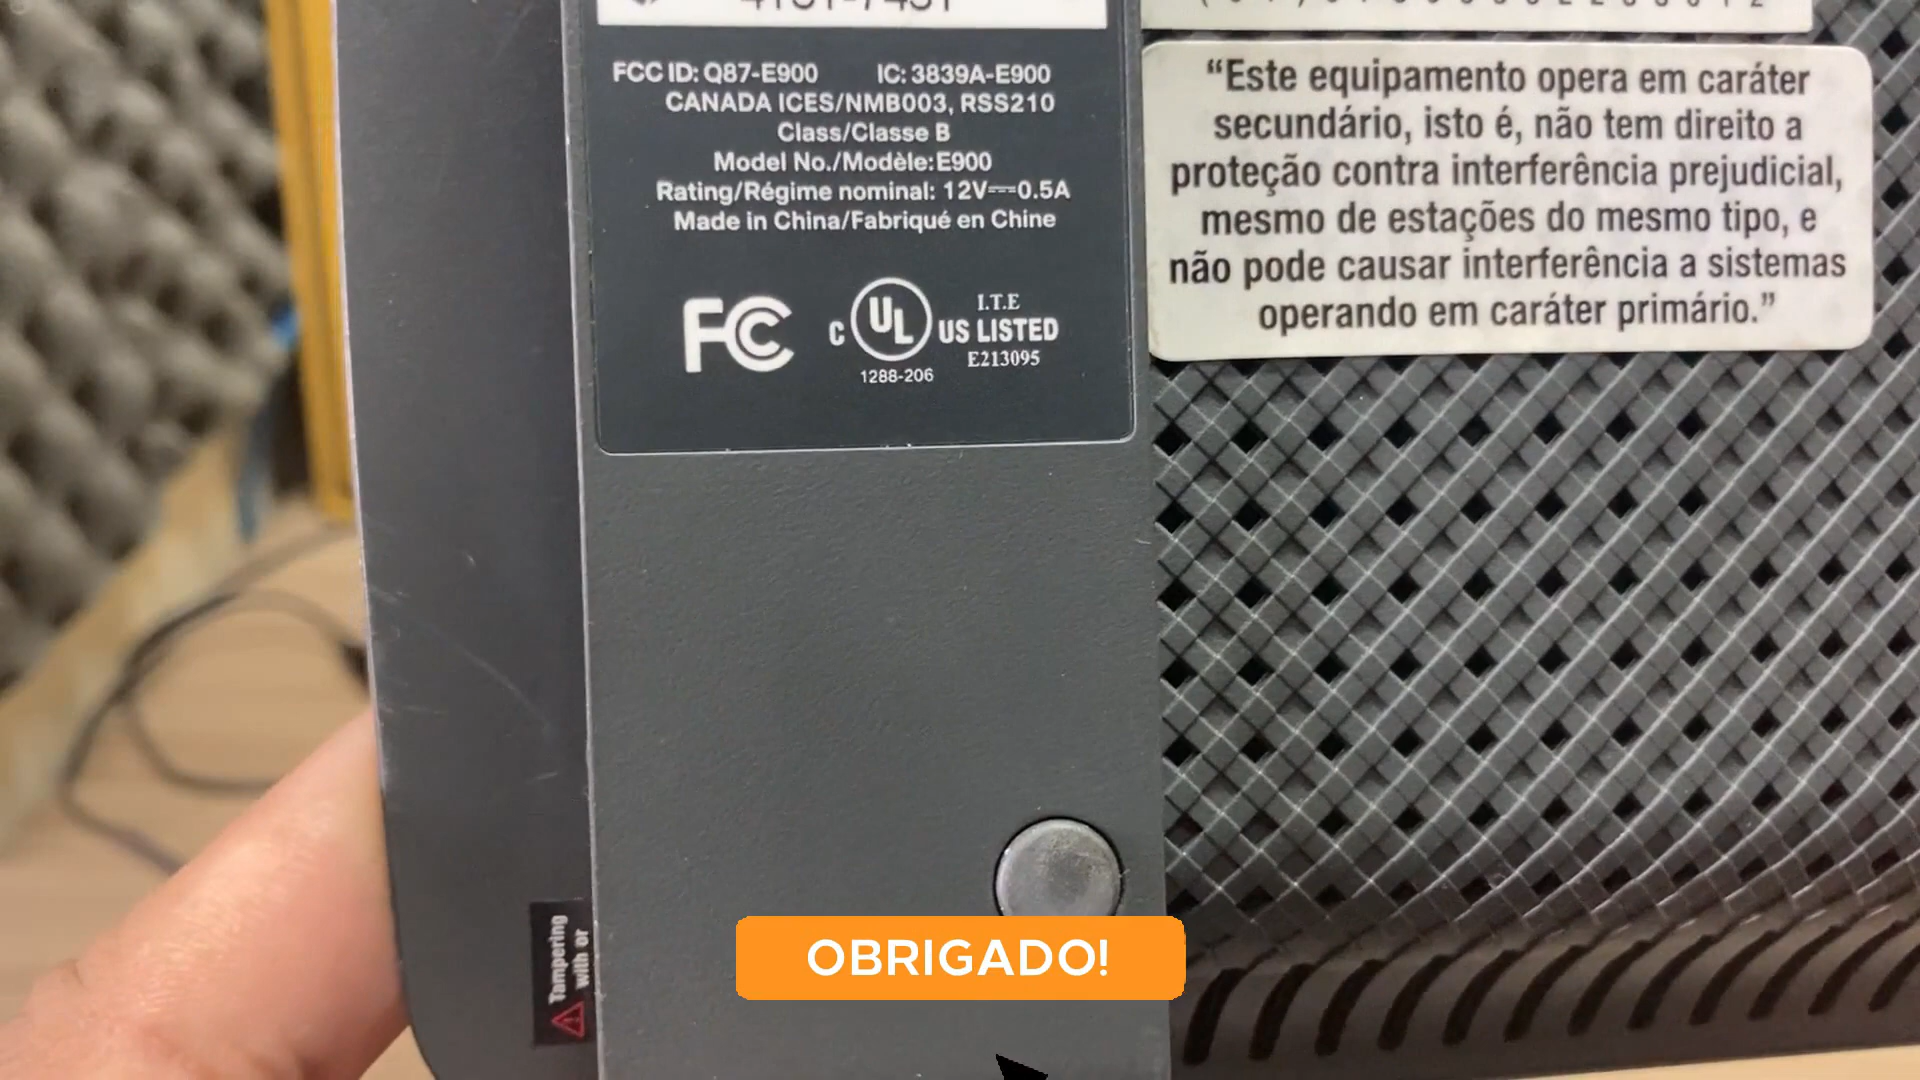 FCC ID: Q87-E900 IC: 3839A-E900
CANADA ICES/NMB003, RSS210
Class/Classe B
Model No./Modèle:E900
Rating/Régime nominal: 12V⎓0.5A
Made in China/Fabriqué en Chine
FC
C UL US LISTED
I.T.E
E213095
1288-206
“Este equipamento opera em caráter
secundário, isto é, não tem direito a
proteção contra interferência prejudicial,
mesmo de estações do mesmo tipo, e
não pode causar interferência a sistemas
operando em caráter primário.”
Tampering
with or
OBRIGADO!